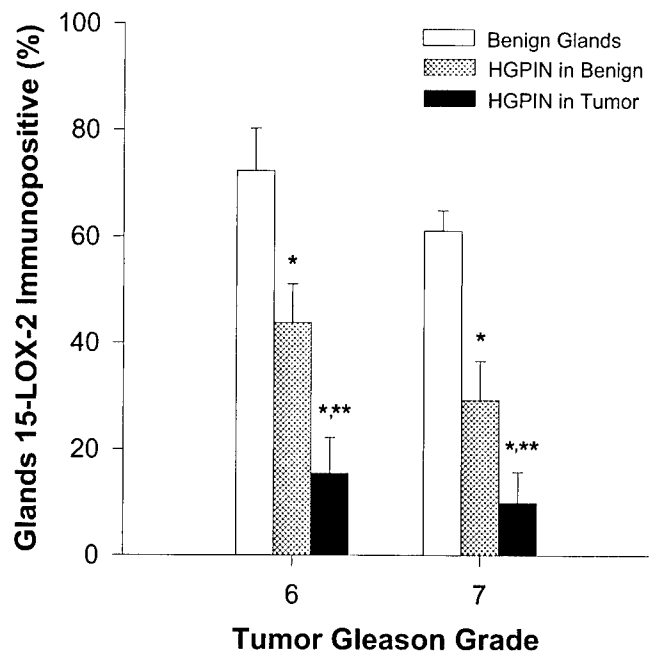 Glands 15-LOX-2 Immunopositive (%)
100
80
60
40
20
0
Benign Glands
HGPIN in Benign
HGPIN in Tumor
*
*,**
*
*,**
6
7
Tumor Gleason Grade